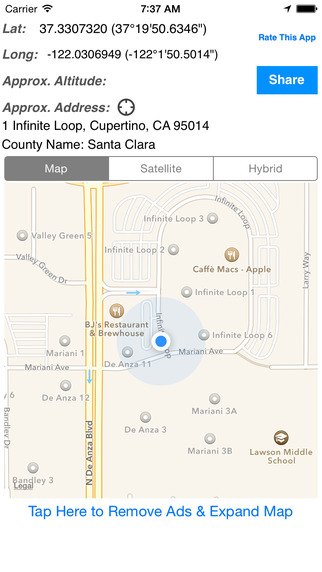 Carrier 7:37 AM
Lat: 37.3307320 (37°19'50.6346")
Rate This App
Long: -122.0306949 (-122°1'50.5014")
Approx. Altitude:
Share
Approx. Address:
1 Infinite Loop, Cupertino, CA 95014
County Name: Santa Clara
Map Satellite Hybrid
Infinite Loop
Infinite Loop 3
Valley Green 5
Infinite Loop 2
Valley Green Dr
Caffè Macs - Apple
Larry Way
Infinite Loop 1
BJ's Restaurant
& Brewhouse
Infinite Loop
Infinite Loop 6
Mariani 1
De Anza 11
Mariani Ave
De Anza 12
Mariani 3A
De Anza 3
Bandley Dr
N De Anza Blvd
Mariani 3B
Lawson Middle
School
Bandley 3
Legal
Tap Here to Remove Ads & Expand Map